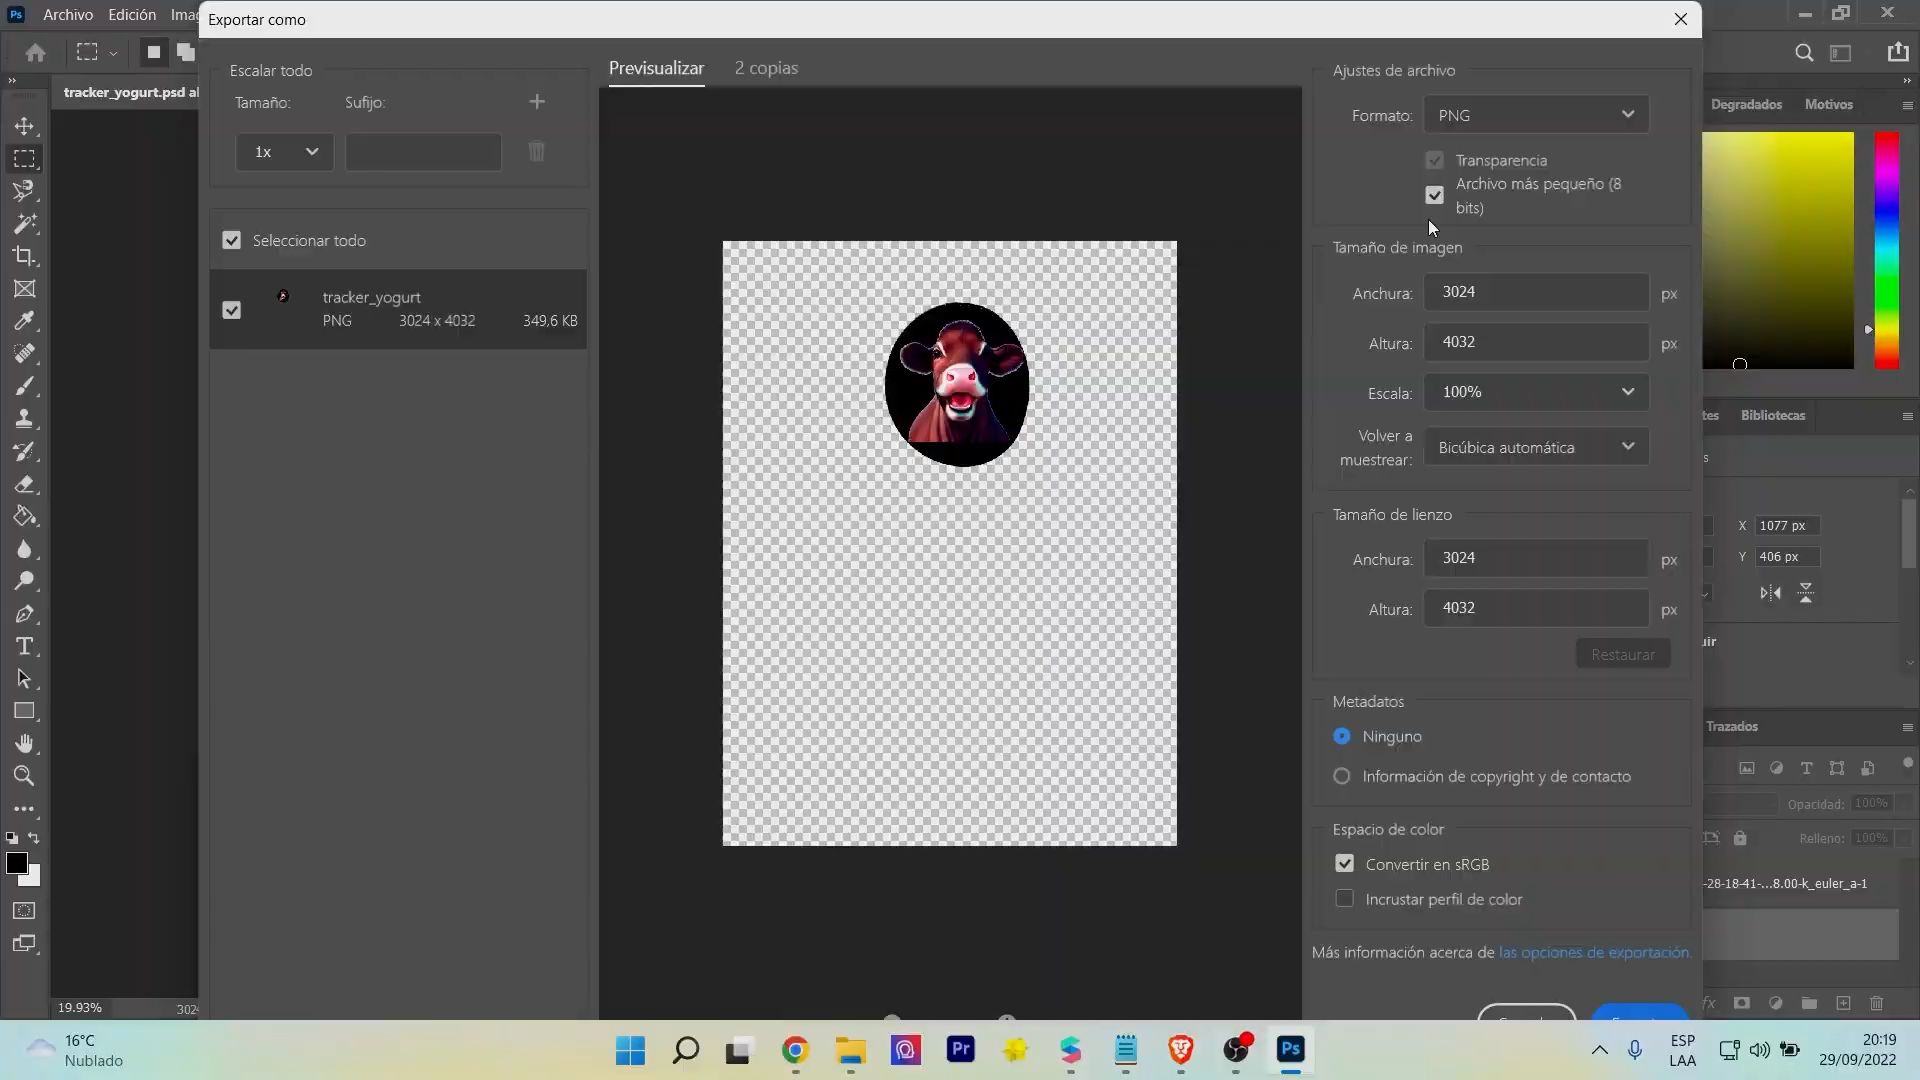 Ps
Archivo
Edición
Exportar como
tracker_yogurt.psd
Escalar todo
Tamaño:
Sufijo:
1x
Seleccionar todo
tracker_yogurt
PNG
3024 x 4032
349,6 KB
Previsualizar
2 copias
Ajustes de archivo
Formato:
PNG
Transparencia
Archivo más pequeño (8
bits)
Tamaño de imagen
Anchura:
3024
px
Altura:
4032
px
Escala:
100%
Volver a
muestrear:
Bicúbica automática
Tamaño de lienzo
Anchura:
3024
px
Altura:
4032
px
Restaurar
Metadatos
Ninguno
Información de copyright y de contacto
Espacio de color
Convertir en sRGB
Incrustar perfil de color
Más información acerca de las opciones de exportación.
Degradados
Motivos
Bibliotecas
X
1077 px
Y
406 px
Trazados
Opacidad:
100%
Relleno:
100%
-28-18-41-...8.00-k_euler_a-1
fx
19.93%
16°C
Nublado
Pr
Ps
ESP
LAA
20:19
29/09/2022